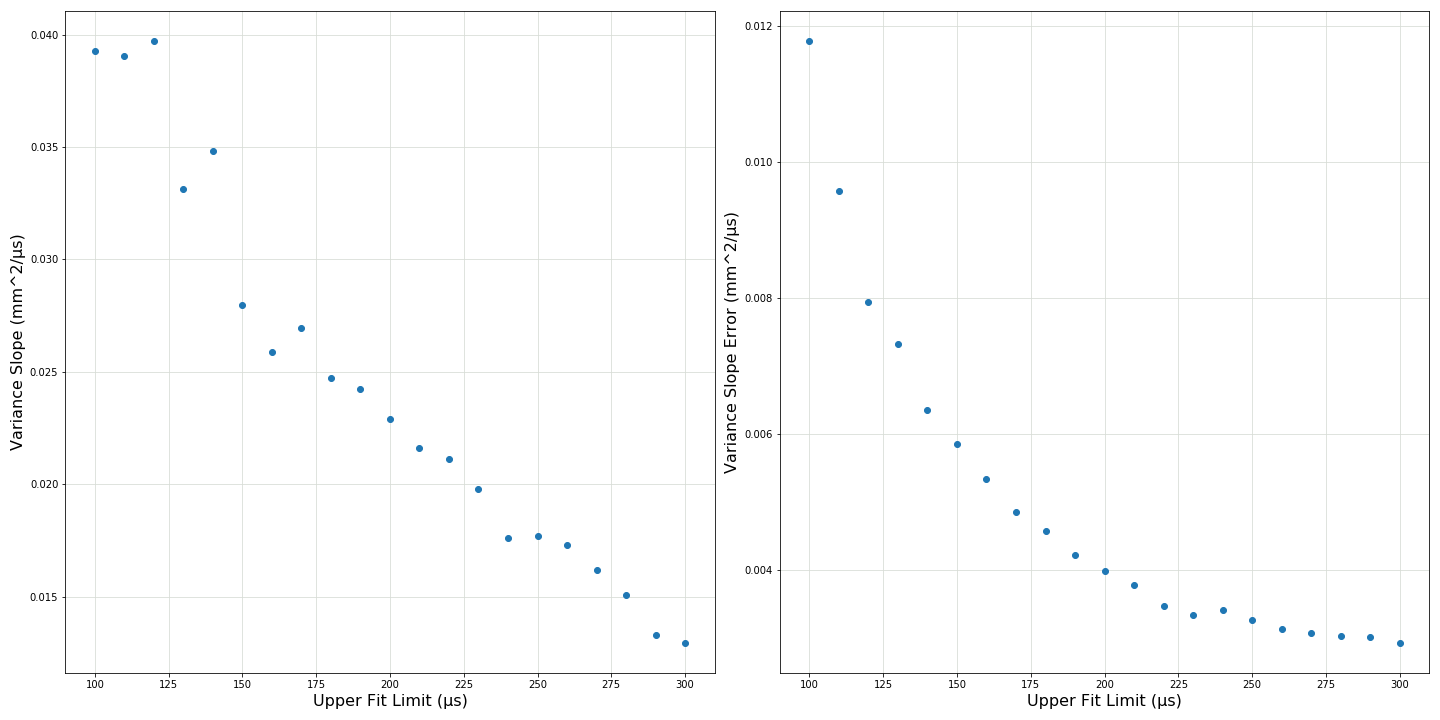 0.040
0.035
0.030
0.025
0.020
0.015
Variance Slope (mm^2/μs)
100 125 150 175 200 225 250 275 300
Upper Fit Limit (μs)
0.012
0.010
0.008
0.006
0.004
Variance Slope Error (mm^2/μs)
100 125 150 175 200 225 250 275 300
Upper Fit Limit (μs)